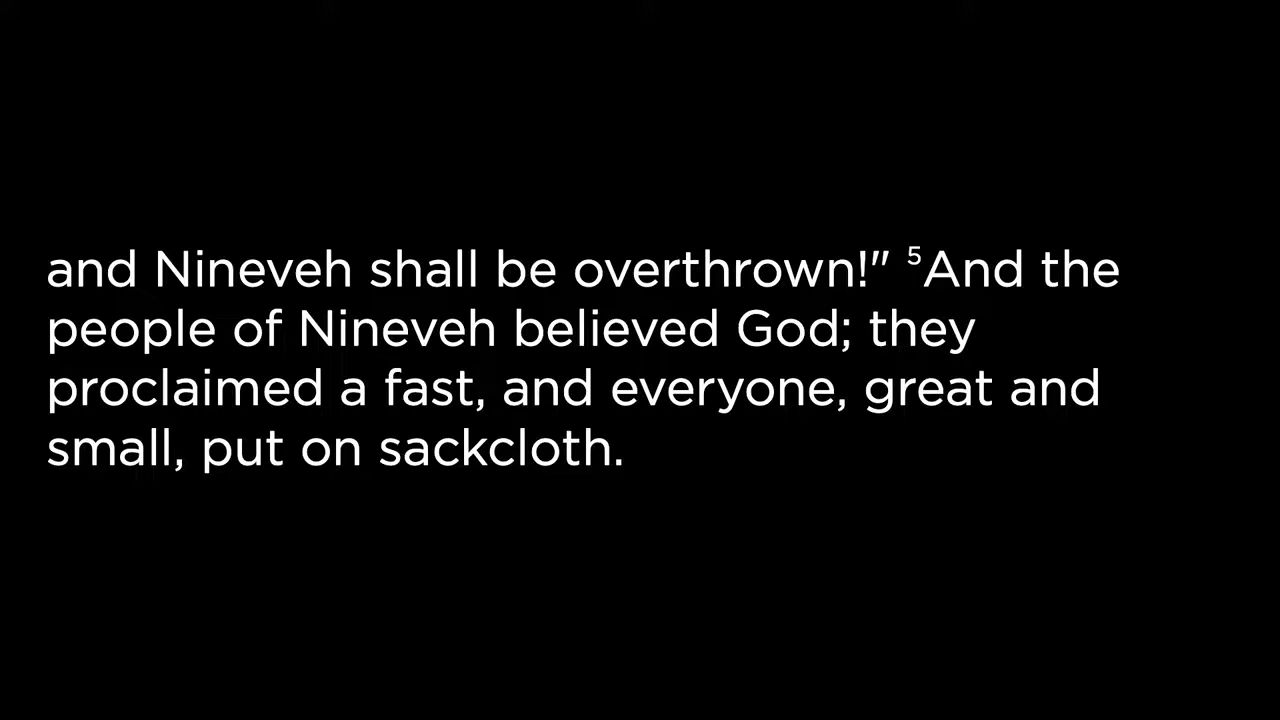 and Nineveh shall be overthrown!" ⁵And the
people of Nineveh believed God; they
proclaimed a fast, and everyone, great and
small, put on sackcloth.